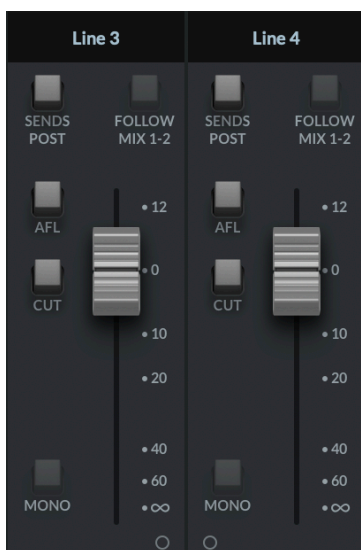 Line 3
SENDS
POST
FOLLOW
MIX 1-2
AFL
CUT
MONO
12
0
10
20
40
60
∞
Line 4
SENDS
POST
FOLLOW
MIX 1-2
AFL
CUT
MONO
12
0
10
20
40
60
∞